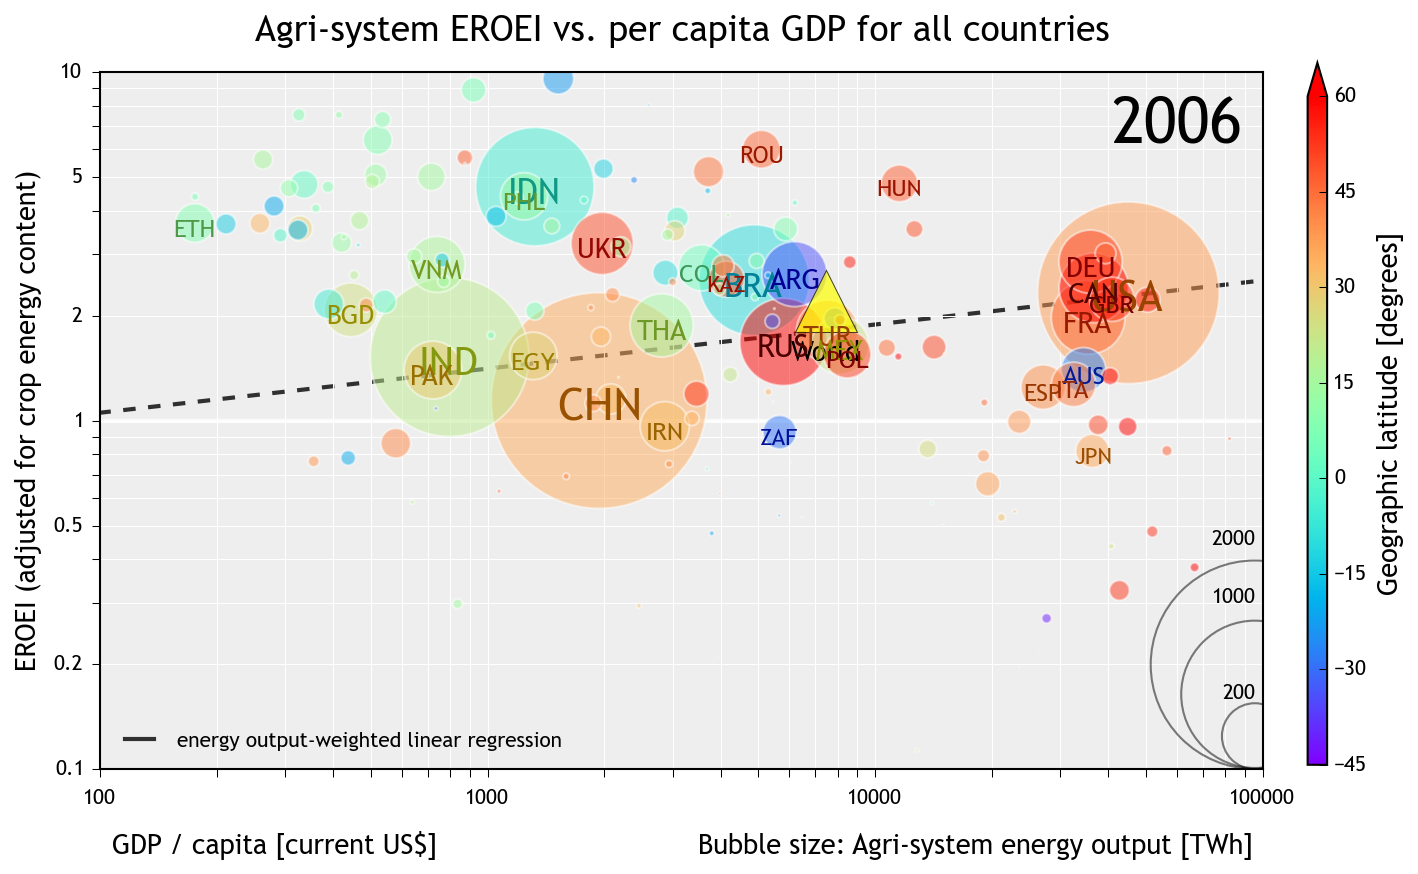 Agri-system EROEI vs. per capita GDP for all countries
2006
EROEI (adjusted for crop energy content)
10
5
2
1
0.5
0.2
0.1
100
1000
10000
100000
GDP / capita [current US$]
Bubble size: Agri-system energy output [TWh]
energy output-weighted linear regression
ROU
HUN
IDN
PHL
ETH
UKR
VNM
COL
KAZ
BRA
ARG
DEU
CAN
USA
GBR
FRA
BGD
THA
RUS
TUR
World
MEX
POL
IND
PAK
EGY
CHN
IRN
ZAF
AUS
ESP
ITA
JPN
2000
1000
200
Geographic latitude [degrees]
60
45
30
15
0
−15
−30
−45